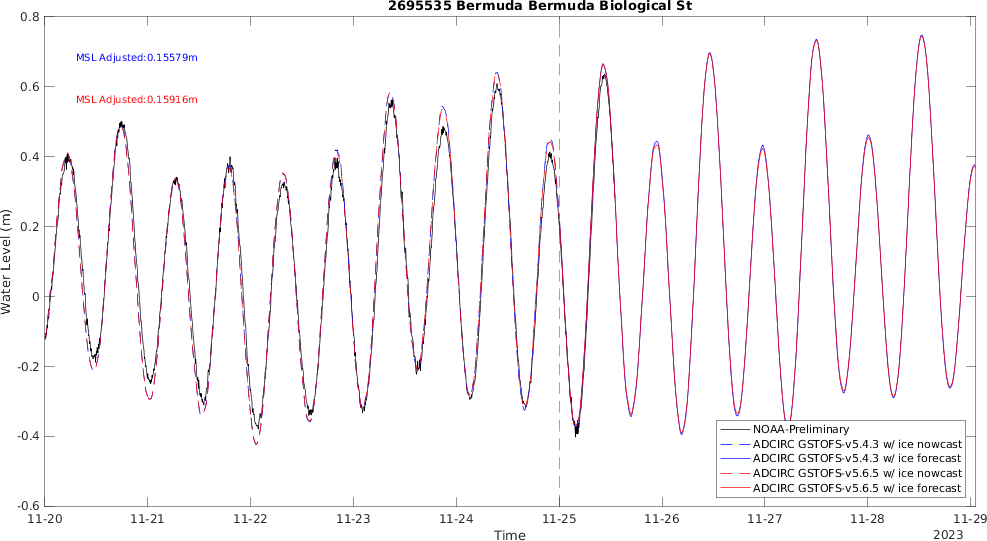 2695535 Bermuda Bermuda Biological St
MSL Adjusted:0.15579m
MSL Adjusted:0.15916m
Water Level (m)
0.8
0.6
0.4
0.2
0
-0.2
-0.4
-0.6
NOAA-Preliminary
ADCIRC GSTOFS-v5.4.3 w/ ice nowcast
ADCIRC GSTOFS-v5.4.3 w/ ice forecast
ADCIRC GSTOFS-v5.6.5 w/ ice nowcast
ADCIRC GSTOFS-v5.6.5 w/ ice forecast
11-20 11-21 11-22 11-23 11-24 11-25 11-26 11-27 11-28 11-29
Time
2023